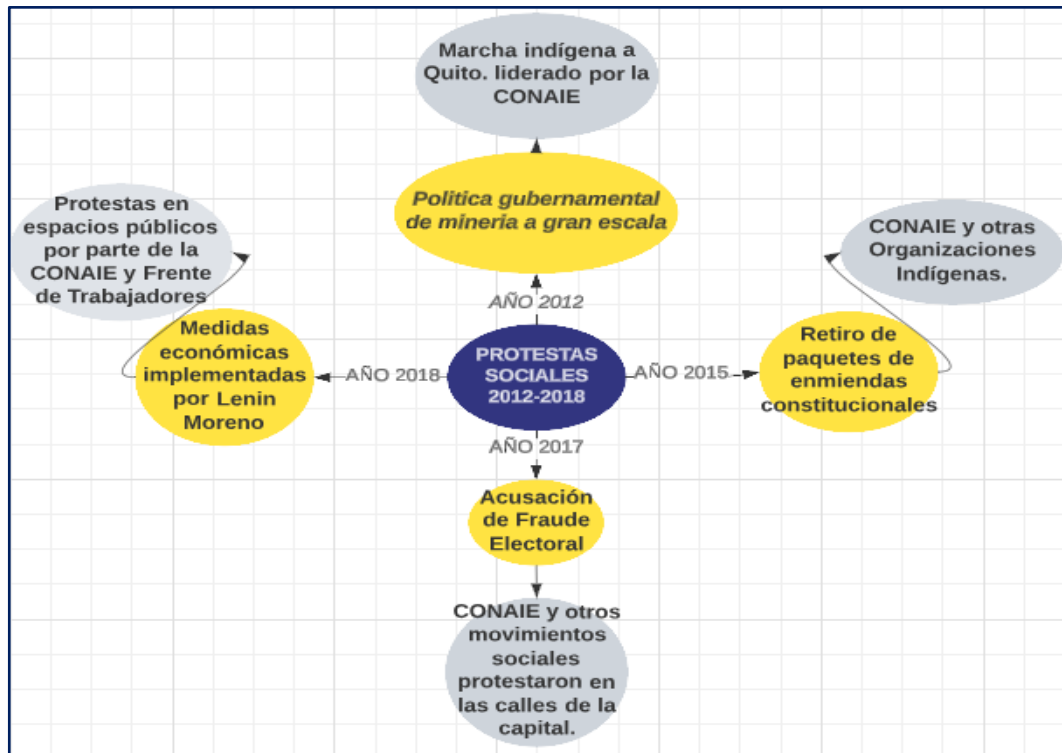 Marcha indígena a
Quito. liderado por la
CONAIE
Politica gubernamental
de mineria a gran escala
AÑO 2012
Protestas en
espacios públicos
por parte de la
CONAIE y Frente
de Trabajadores
CONAIE y otras
Organizaciones
Indígenas.
Medidas
económicas
implementadas
por Lenin
Moreno
AÑO 2018
PROTESTAS
SOCIALES
2012-2018
AÑO 2015
Retiro de
paquetes de
enmiendas
constitucionales
AÑO 2017
Acusación
de Fraude
Electoral
CONAIE y otros
movimientos
sociales
protestaron en
las calles de la
capital.